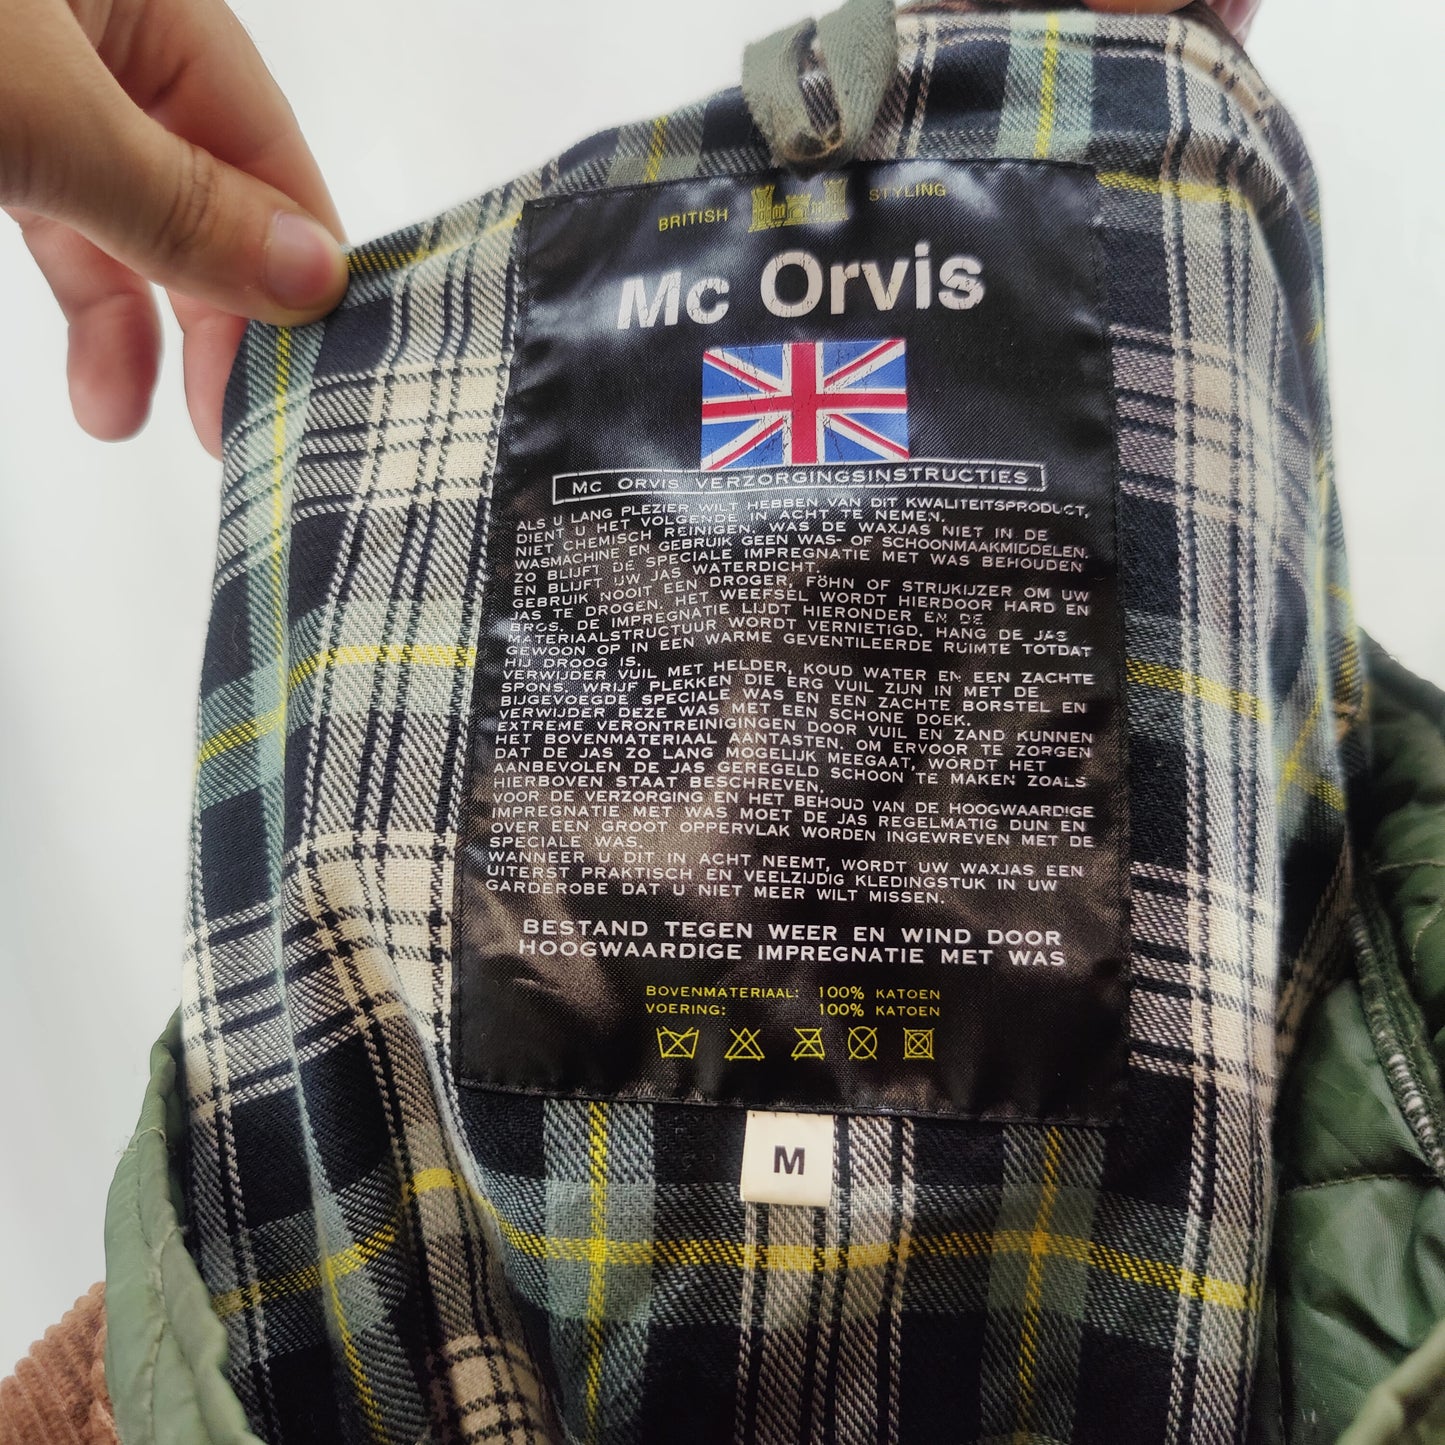 BRITISH STYLING
Mc Orvis
Mc Orvis VERZORGINGSINSTRUCTIES
ALS U LANG PLEZIER WILT HEBBEN VAN DIT KWALITEITSPRODUCT,
DIENT U HET VOLGENDE IN ACHT TE NEMEN.
NIET CHEMISCH REINIGEN. WAS DE WAXJAS NIET IN DE
WASMACHINE EN GEBRUIK GEEN WAS- OF SCHOONMAAKMIDDELEN.
ZO BLIJFT DE SPECIALE IMPREGNATIE MET WAS BEHOUDEN
EN BLIJFT UW JAS WATERDICHT.
GEBRUIK NOOIT EEN DROGER, FÖHN OF STRIJKIJZER OM UW
JAS TE DROGEN. HET WEEFSEL WORDT HIERDOOR HARD EN
BROS. DE IMPREGNATIE LIJDT HIERONDER EN DE
MATERIAALSTRUCTUUR WORDT VERNIETIGD. HANG DE JAS
GEWOON OP IN EEN WARME GEVENTILEERDE RUIMTE TOTDAT
HIJ DROOG IS.
VERWIJDER VUIL MET HELDER, KOUD WATER EN EEN ZACHTE
SPONS. WRIJF PLEKKEN DIE ERG VUIL ZIJN IN MET DE
BIJGEVOEGDE SPECIALE WAS EN EEN ZACHTE BORSTEL EN
VERWIJDER DEZE WAS MET EEN SCHONE DOEK.
EXTREME VERONTREINIGINGEN DOOR VUIL EN ZAND KUNNEN
HET BOVENMATERIAAL AANTASTEN. OM ERVOOR TE ZORGEN
DAT DE JAS ZO LANG MOGELIJK MEEGAAT, WORDT HET
AANBEVOLEN DE JAS GEREGELD SCHOON TE MAKEN ZOALS
HIERBOVEN STAAT BESCHREVEN.
VOOR DE VERZORGING EN HET BEHOUD VAN DE HOOGWAARDIGE
IMPREGNATIE MET WAS MOET DE JAS REGELMATIG DUN EN
OVER EEN GROOT OPPERVLAK WORDEN INGEWREVEN MET DE
SPECIALE WAS.
WANNEER U DIT IN ACHT NEEMT, WORDT UW WAXJAS EEN
UITERST PRAKTISCH EN VEELZIJDIG KLEDINGSTUK IN UW
GARDEROBE DAT U NIET MEER WILT MISSEN.
BESTAND TEGEN WEER EN WIND DOOR
HOOGWAARDIGE IMPREGNATIE MET WAS
BOVENMATERIAAL: 100% KATOEN
VOERING: 100% KATOEN
M